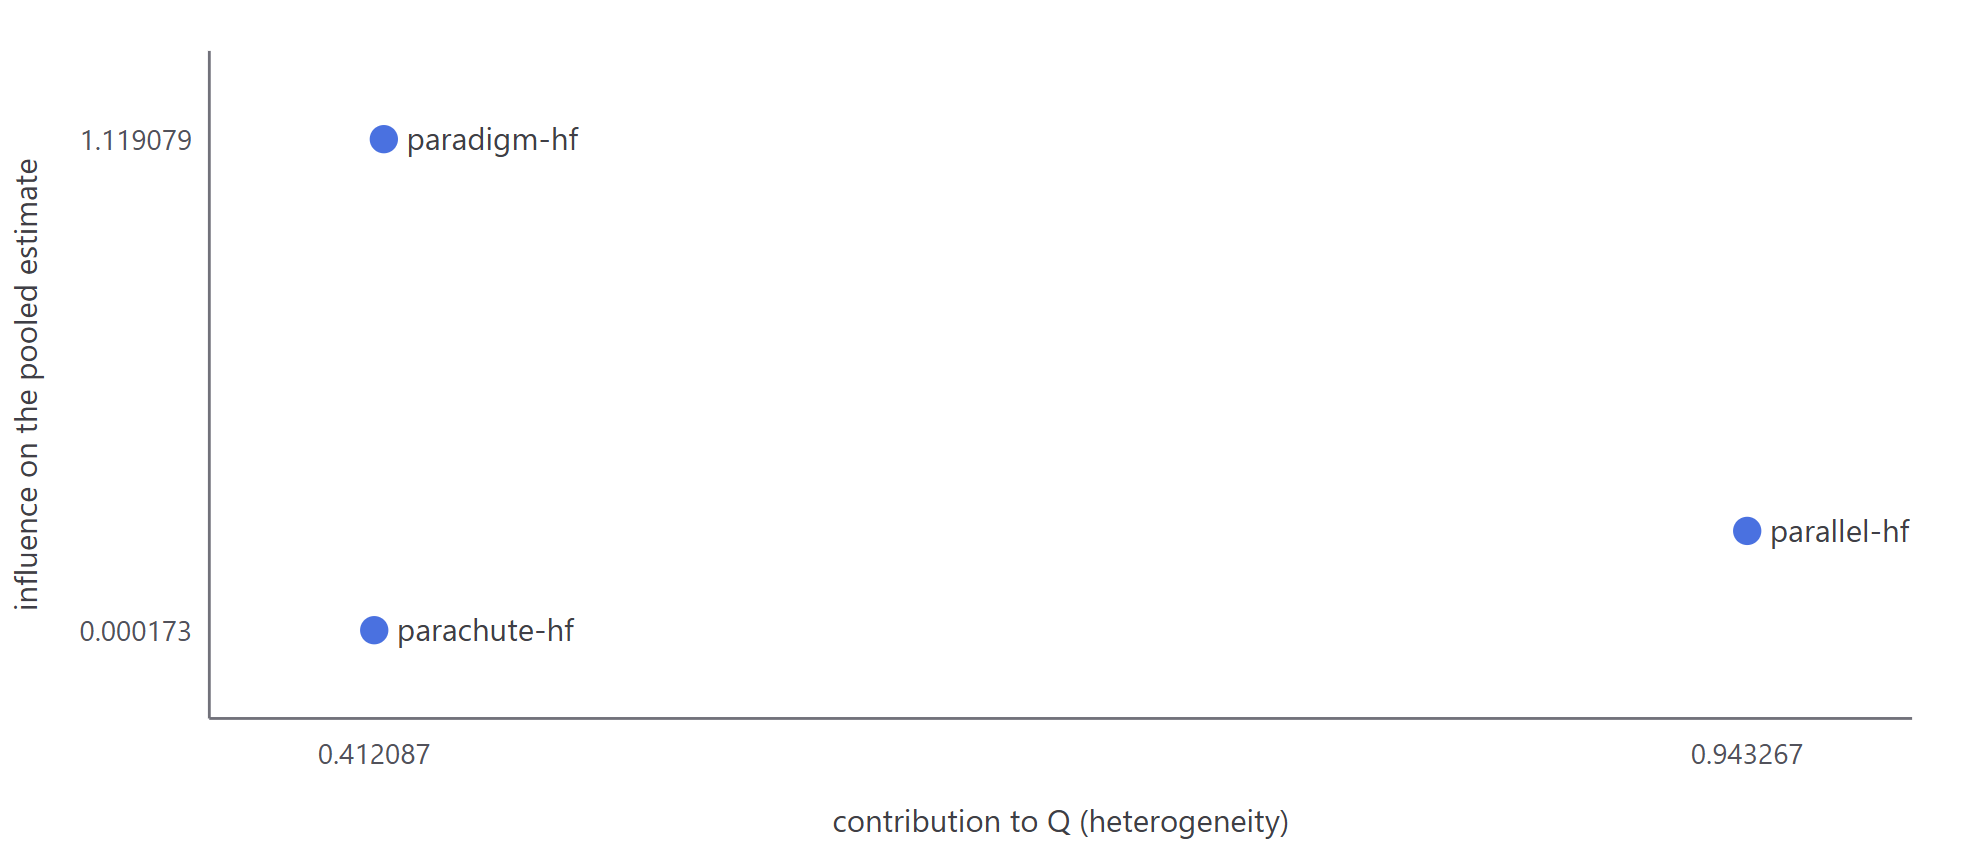 1.119079
paradigm-hf
influence on the pooled estimate
parallel-hf
0.000173
parachute-hf
0.412087
0.943267
contribution to Q (heterogeneity)